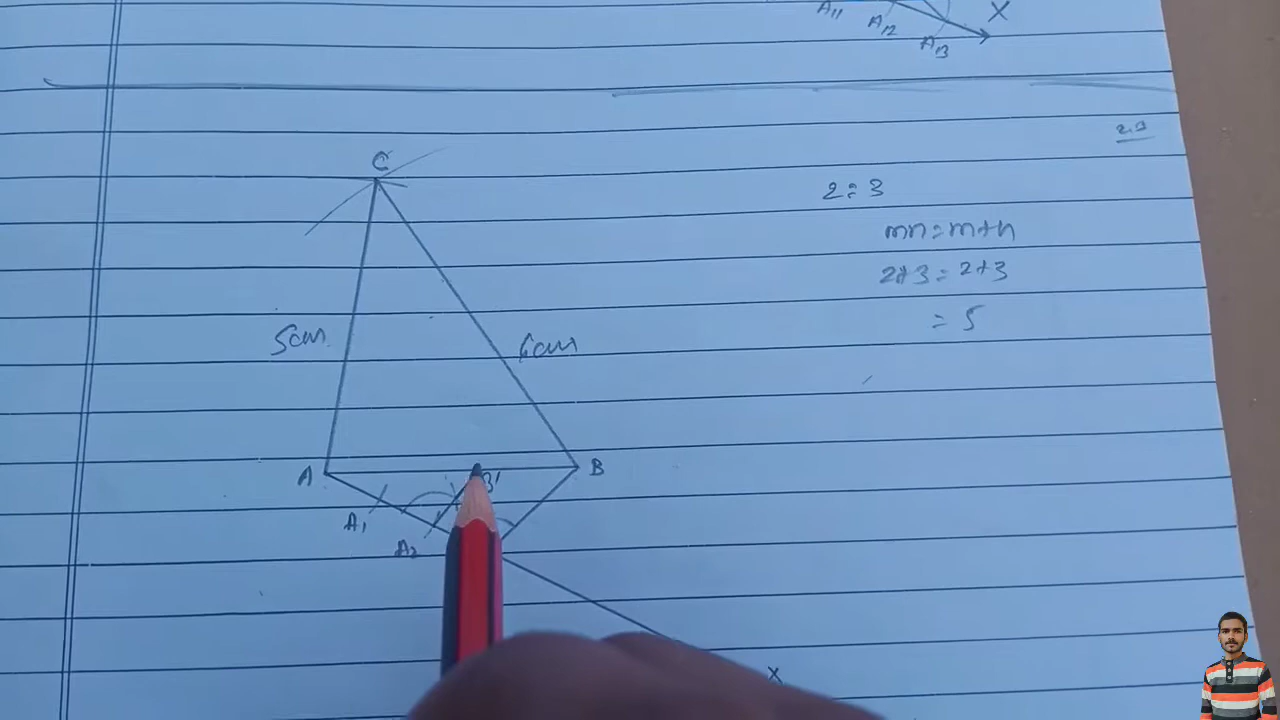 A11
A12
A13
X
2:3
mn=m+n
2+3=2+3
=5
C
5cm
6cm
A
B
B'
A1
A2
X